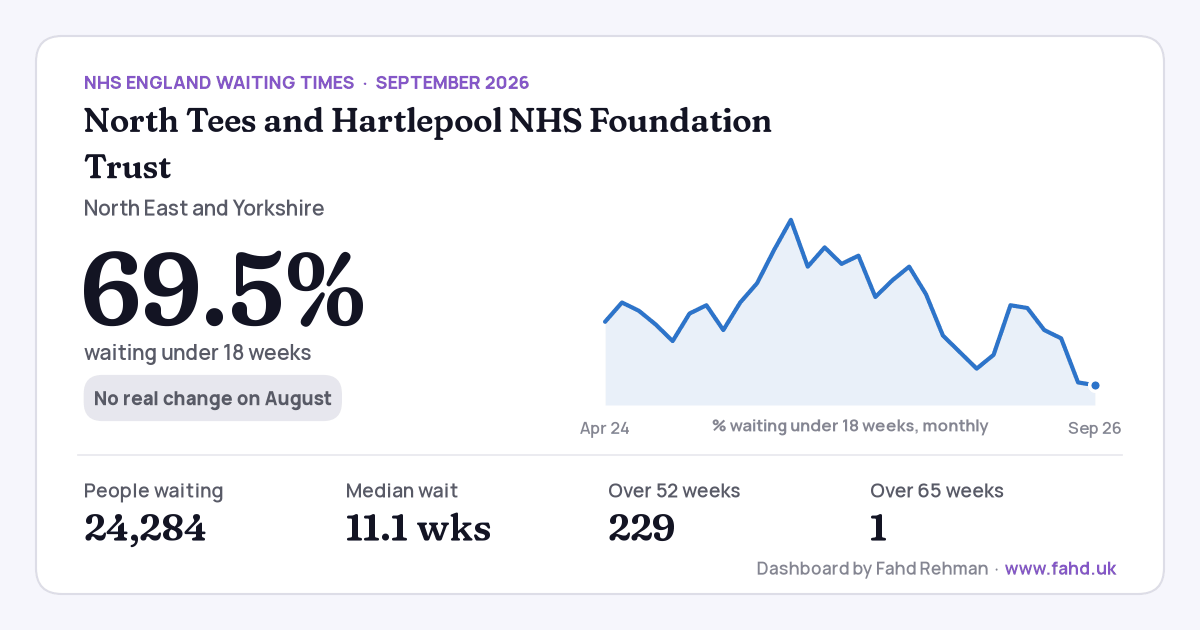 NHS ENGLAND WAITING TIMES · SEPTEMBER 2026
North Tees and Hartlepool NHS Foundation
Trust
North East and Yorkshire
69.5%
waiting under 18 weeks
No real change on August
Apr 24
% waiting under 18 weeks, monthly
Sep 26
People waiting
24,284
Median wait
11.1 wks
Over 52 weeks
229
Over 65 weeks
1
Dashboard by Fahd Rehman · www.fahd.uk